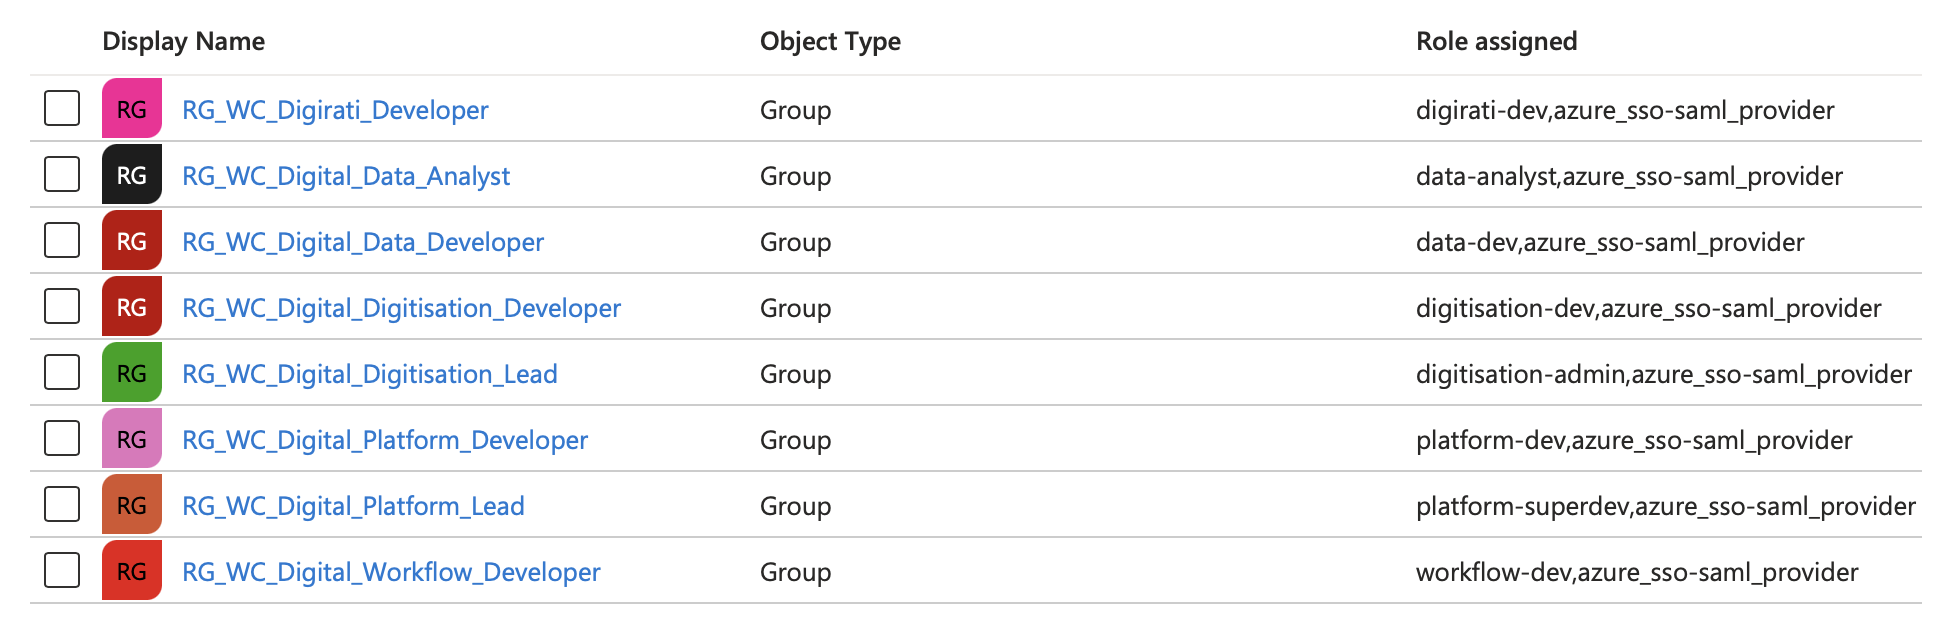 Display Name Object Type Role assigned
RG RG_WC_Digirati_Developer Group digirati-dev,azure_sso-saml_provider
RG RG_WC_Digital_Data_Analyst Group data-analyst,azure_sso-saml_provider
RG RG_WC_Digital_Data_Developer Group data-dev,azure_sso-saml_provider
RG RG_WC_Digital_Digitisation_Developer Group digitisation-dev,azure_sso-saml_provider
RG RG_WC_Digital_Digitisation_Lead Group digitisation-admin,azure_sso-saml_provider
RG RG_WC_Digital_Platform_Developer Group platform-dev,azure_sso-saml_provider
RG RG_WC_Digital_Platform_Lead Group platform-superdev,azure_sso-saml_provider
RG RG_WC_Digital_Workflow_Developer Group workflow-dev,azure_sso-saml_provider